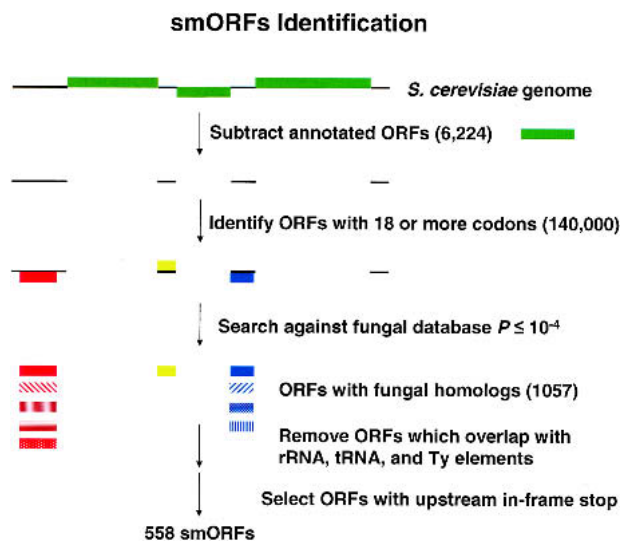 smORFs Identification
S. cerevisiae genome
Subtract annotated ORFs (6,224)
Identify ORFs with 18 or more codons (140,000)
Search against fungal database P ≤ 10⁻⁴
ORFs with fungal homologs (1057)
Remove ORFs which overlap with
rRNA, tRNA, and Ty elements
Select ORFs with upstream in-frame stop
558 smORFs